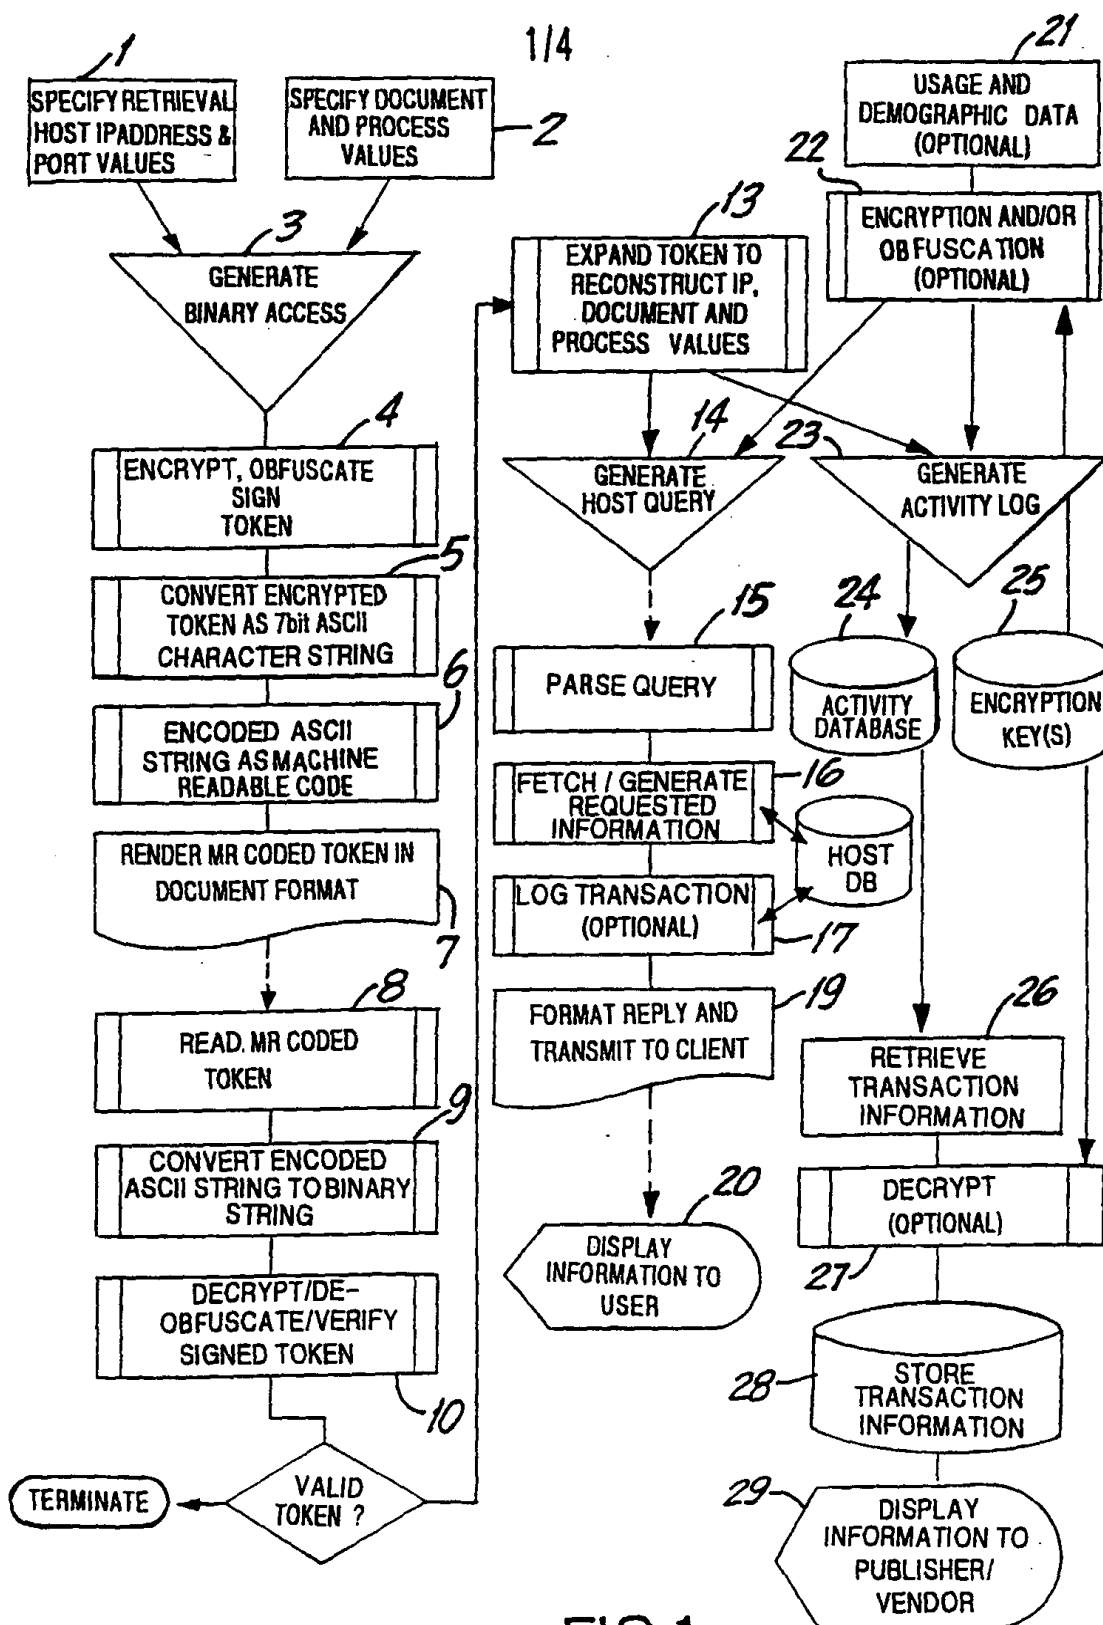 1/4
1
SPECIFY RETRIEVAL
HOST IPADDRESS &
PORT VALUES
SPECIFY DOCUMENT
AND PROCESS
VALUES
2
3
GENERATE
BINARY ACCESS
4
ENCRYPT, OBFUSCATE
SIGN
TOKEN
5
CONVERT ENCRYPTED
TOKEN AS 7bit ASCII
CHARACTER STRING
6
ENCODED ASCII
STRING AS MACHINE
READABLE CODE
RENDER MR CODED TOKEN IN
DOCUMENT FORMAT
7
8
READ. MR CODED
TOKEN
9
CONVERT ENCODED
ASCII STRING TO BINARY
STRING
DECRYPT/DE-
OBFUSCATE/VERIFY
SIGNED TOKEN
10
VALID
TOKEN ?
TERMINATE
13
EXPAND TOKEN TO
RECONSTRUCT IP,
DOCUMENT AND
PROCESS VALUES
14
GENERATE
HOST QUERY
15
PARSE QUERY
16
FETCH / GENERATE
REQUESTED
INFORMATION
HOST
DB
LOG TRANSACTION
(OPTIONAL)
17
19
FORMAT REPLY AND
TRANSMIT TO CLIENT
20
DISPLAY
INFORMATION TO
USER
21
USAGE AND
DEMOGRAPHIC DATA
(OPTIONAL)
22
ENCRYPTION AND/OR
OBFUSCATION
(OPTIONAL)
23
GENERATE
ACTIVITY LOG
24
ACTIVITY
DATABASE
25
ENCRYPTION
KEY(S)
26
RETRIEVE
TRANSACTION
INFORMATION
DECRYPT
(OPTIONAL)
27
28
STORE
TRANSACTION
INFORMATION
29
DISPLAY
INFORMATION TO
PUBLISHER/
VENDOR
FIG.1